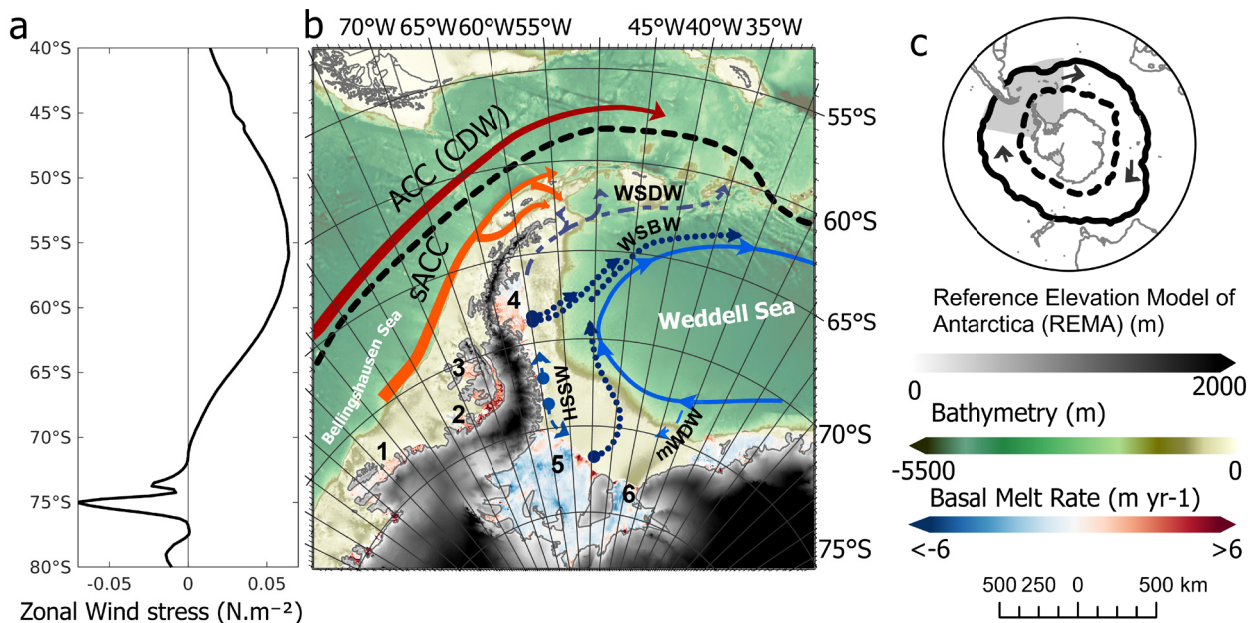 a
40°S
45°S
50°S
55°S
60°S
65°S
70°S
75°S
80°S
-0.05
0
0.05
Zonal Wind stress (N.m⁻²)
b
70°W 65°W 60°W 55°W 45°W 40°W 35°W
55°S
60°S
65°S
70°S
75°S
ACC (CDW)
sACC
Bellingshausen Sea
WSDW
WSBW
Weddell Sea
HSSW
mWDW
1
2
3
4
5
6
c
Reference Elevation Model of
Antarctica (REMA) (m)
0 2000
Bathymetry (m)
-5500 0
Basal Melt Rate (m yr-1)
<-6 >6
500 250 0 500 km